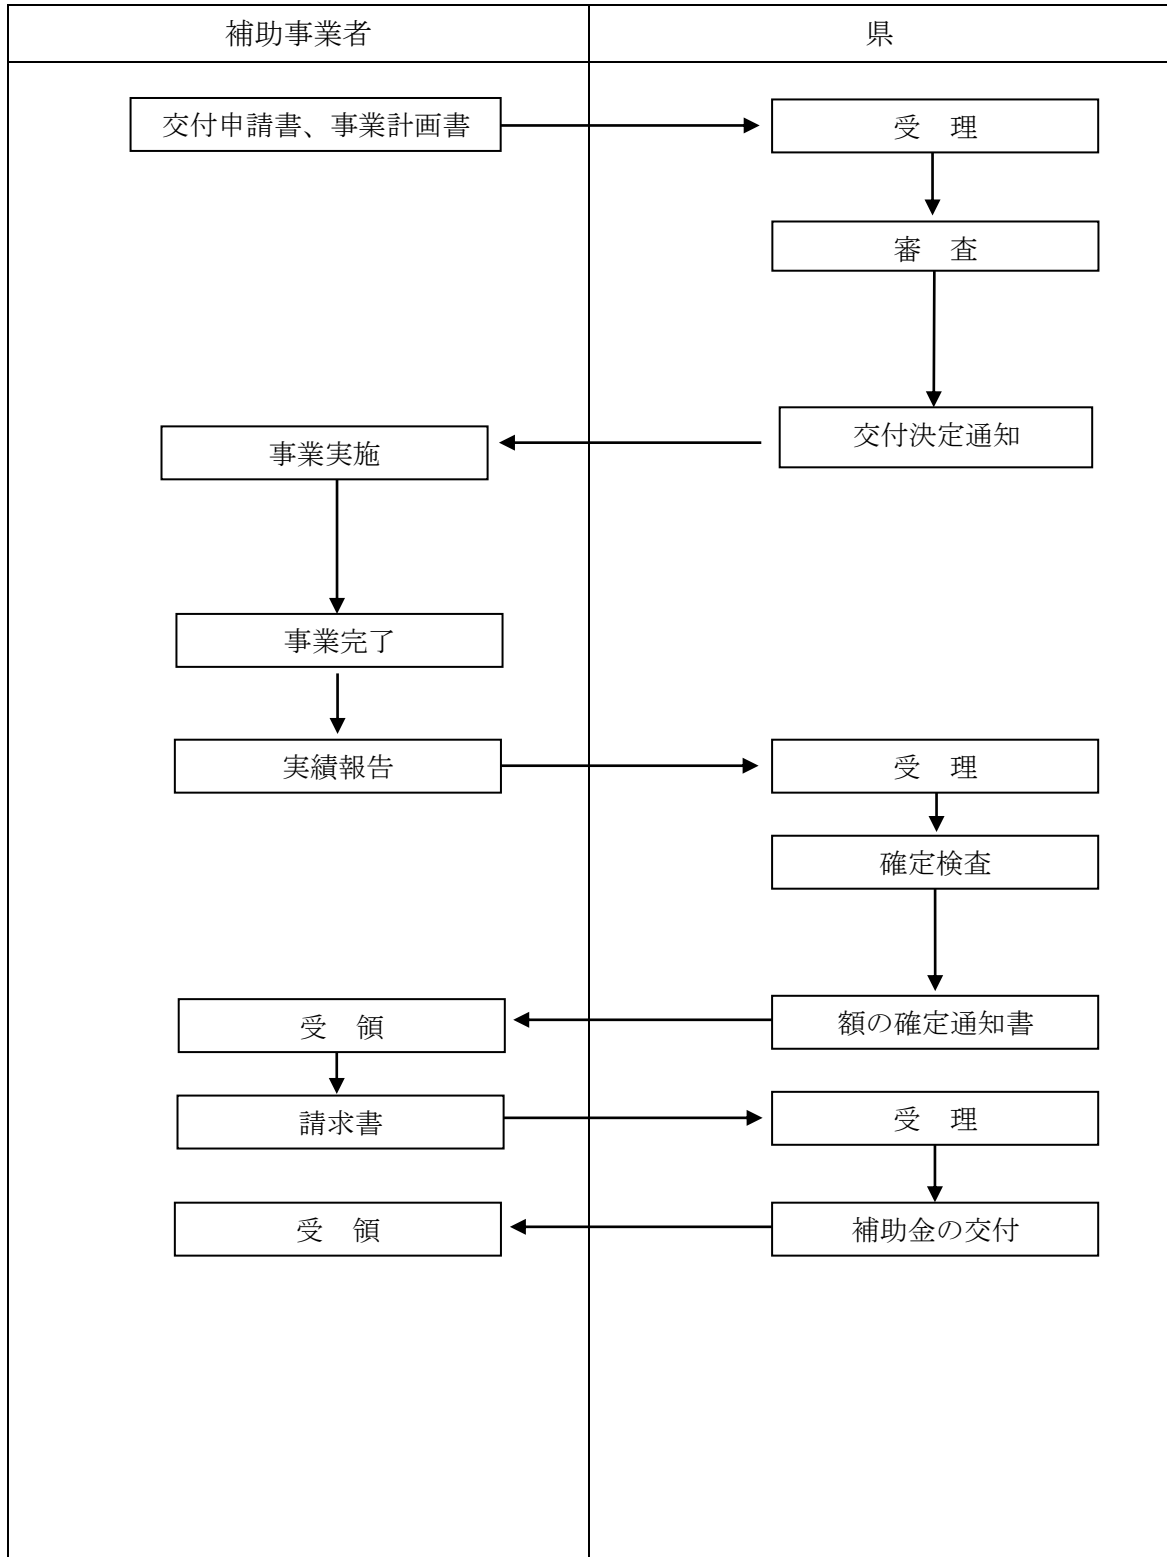 補助事業者
県
交付申請書、事業計画書
受　理
審　査
交付決定通知
事業実施
事業完了
実績報告
受　理
確定検査
額の確定通知書
受　領
請求書
受　理
補助金の交付
受　領